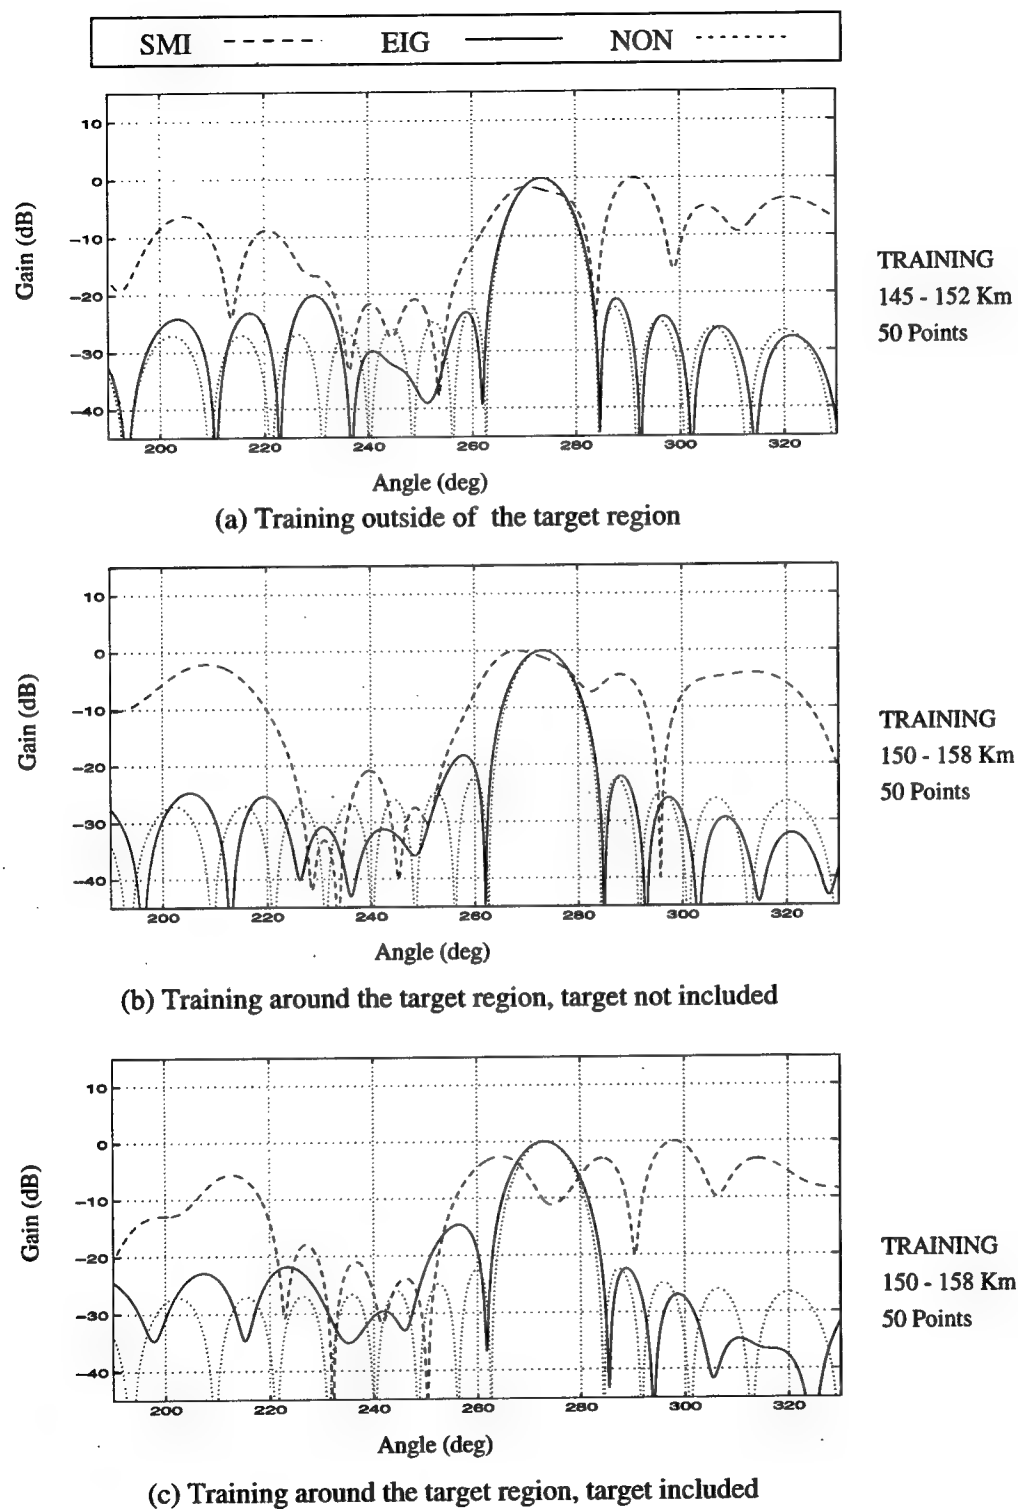 SMI EIG NON
10
0
-10
-20
-30
-40
Gain (dB)
200 220 240 260 280 300 320
Angle (deg)
TRAINING
145 - 152 Km
50 Points
(a) Training outside of the target region
10
0
-10
-20
-30
-40
Gain (dB)
200 220 240 260 280 300 320
Angle (deg)
TRAINING
150 - 158 Km
50 Points
(b) Training around the target region, target not included
10
0
-10
-20
-30
-40
Gain (dB)
200 220 240 260 280 300 320
Angle (deg)
TRAINING
150 - 158 Km
50 Points
(c) Training around the target region, target included